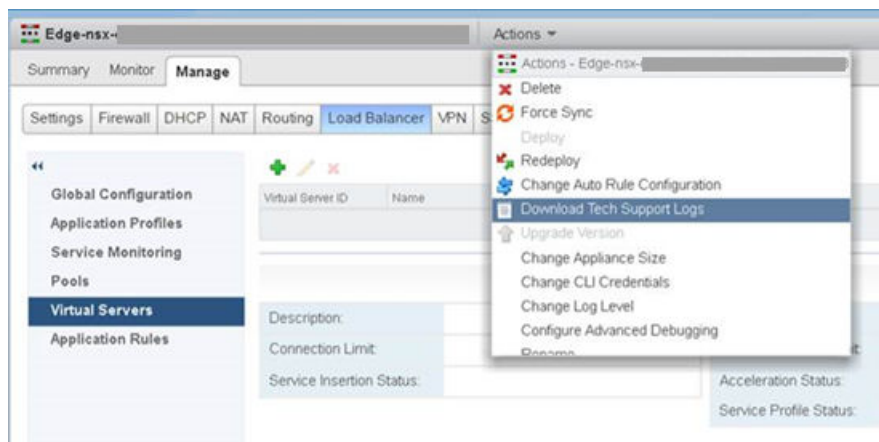 Edge-nsx-
Actions
Summary Monitor Manage
Actions - Edge-nsx-
Delete
Settings Firewall DHCP NAT Routing Load Balancer VPN S
Force Sync
Deploy
Redeploy
Change Auto Rule Configuration
Download Tech Support Logs
Upgrade Version
Change Appliance Size
Change CLI Credentials
Change Log Level
Configure Advanced Debugging
Rename
Global Configuration
Application Profiles
Service Monitoring
Pools
Virtual Servers
Application Rules
Virtual Server ID Name
Description:
Connection Limit:
Service Insertion Status:
Acceleration Status:
Service Profile Status: